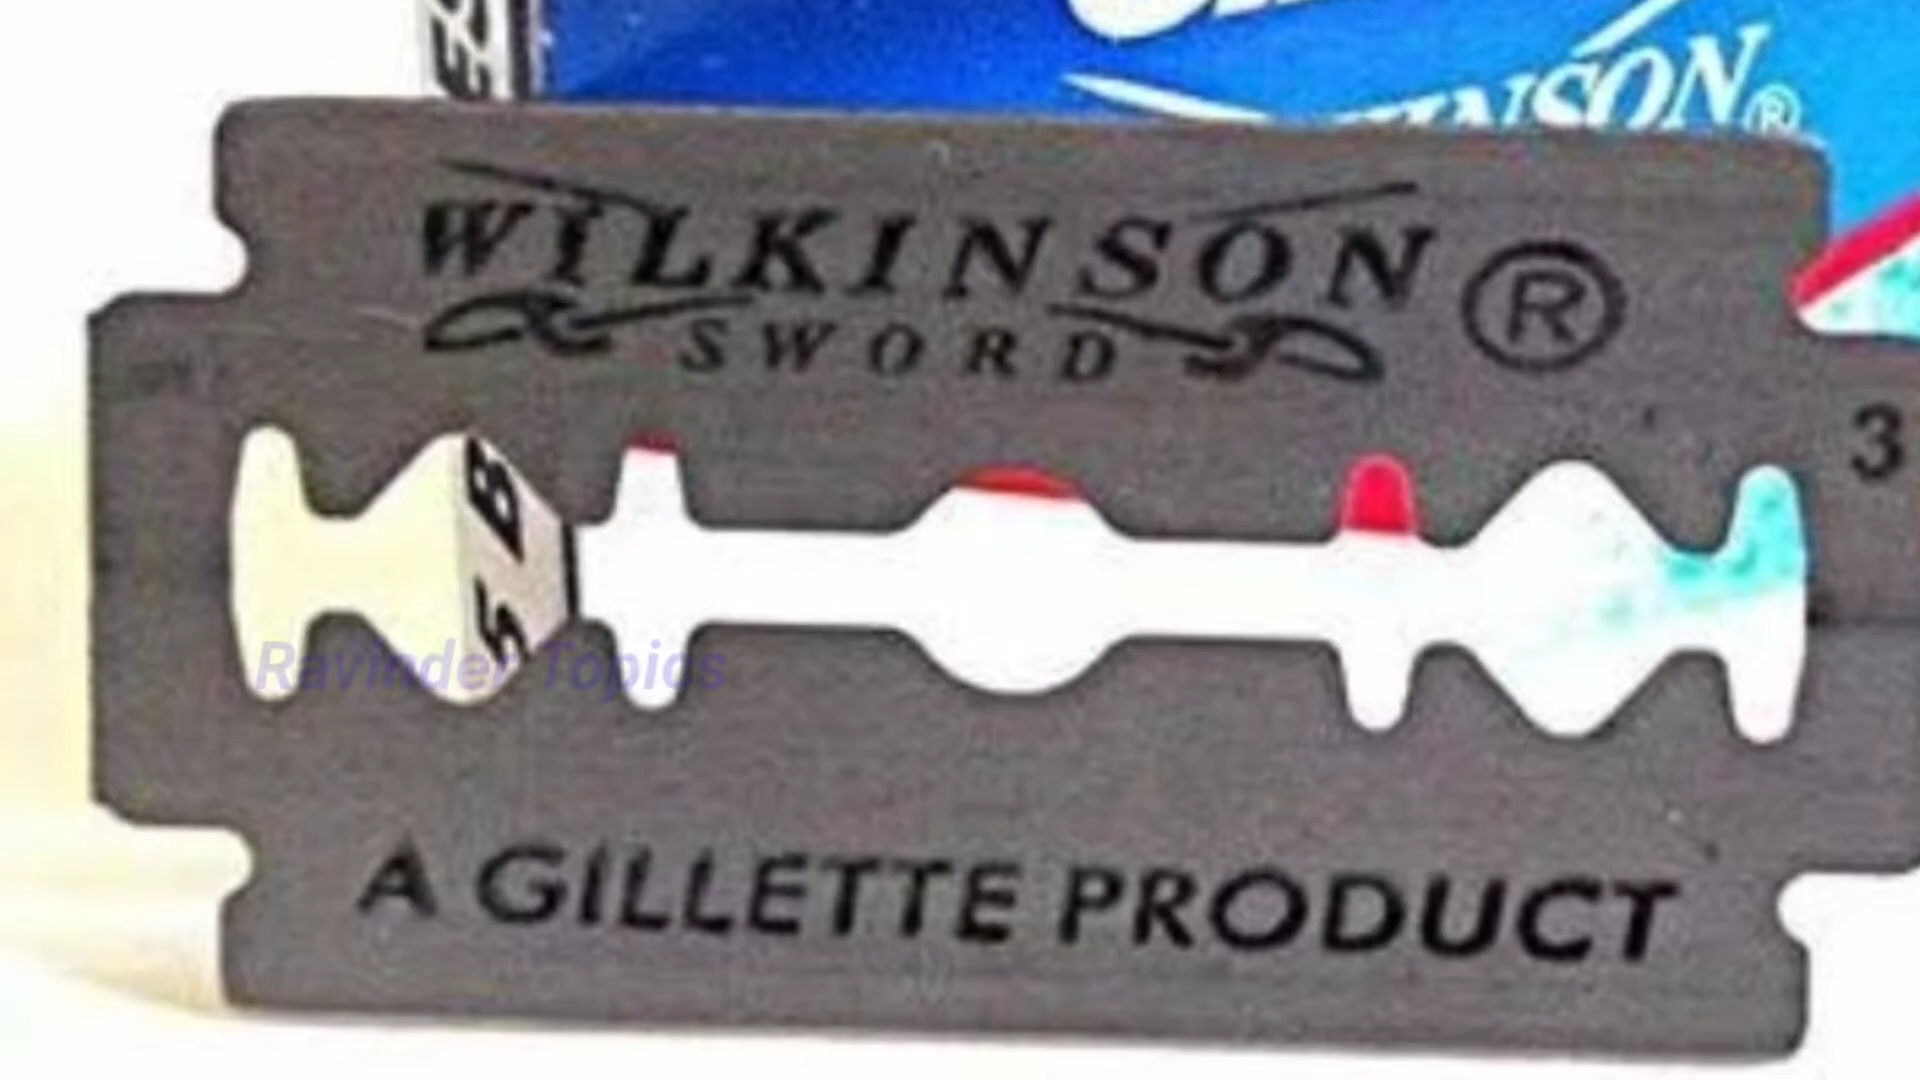 WILKINSON ®
SWORD
3
A GILLETTE PRODUCT
Ravinder Topics